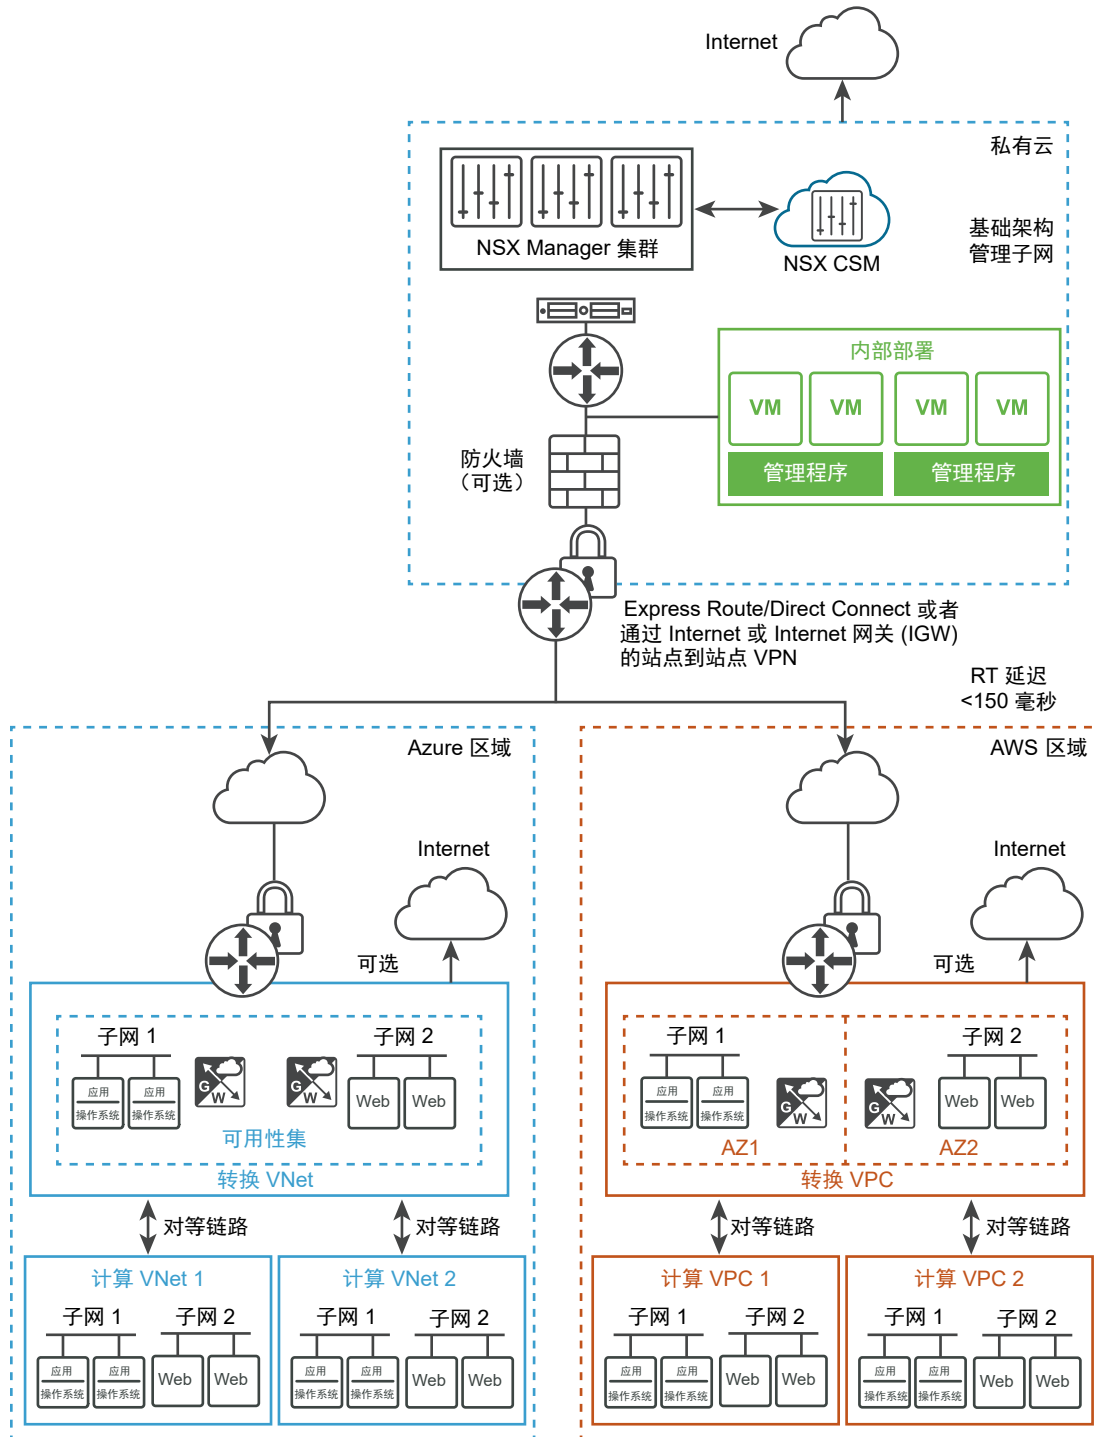 Internet
私有云
NSX Manager 集群
NSX CSM
基础架构
管理子网
内部部署
VM
VM
VM
VM
管理程序
管理程序
防火墙
（可选）
Express Route/Direct Connect 或者
通过 Internet 或 Internet 网关 (IGW)
的站点到站点 VPN
RT 延迟
<150 毫秒
Azure 区域
Internet
可选
子网 1
子网 2
应用
操作系统
应用
操作系统
G
W
G
W
Web
Web
可用性集
转换 VNet
对等链路
对等链路
计算 VNet 1
子网 1
子网 2
应用
操作系统
应用
操作系统
Web
Web
计算 VNet 2
子网 1
子网 2
应用
操作系统
应用
操作系统
Web
Web
AWS 区域
Internet
可选
子网 1
子网 2
应用
操作系统
应用
操作系统
G
W
G
W
Web
Web
AZ1
AZ2
转换 VPC
对等链路
对等链路
计算 VPC 1
子网 1
子网 2
应用
操作系统
应用
操作系统
Web
Web
计算 VPC 2
子网 1
子网 2
应用
操作系统
应用
操作系统
Web
Web